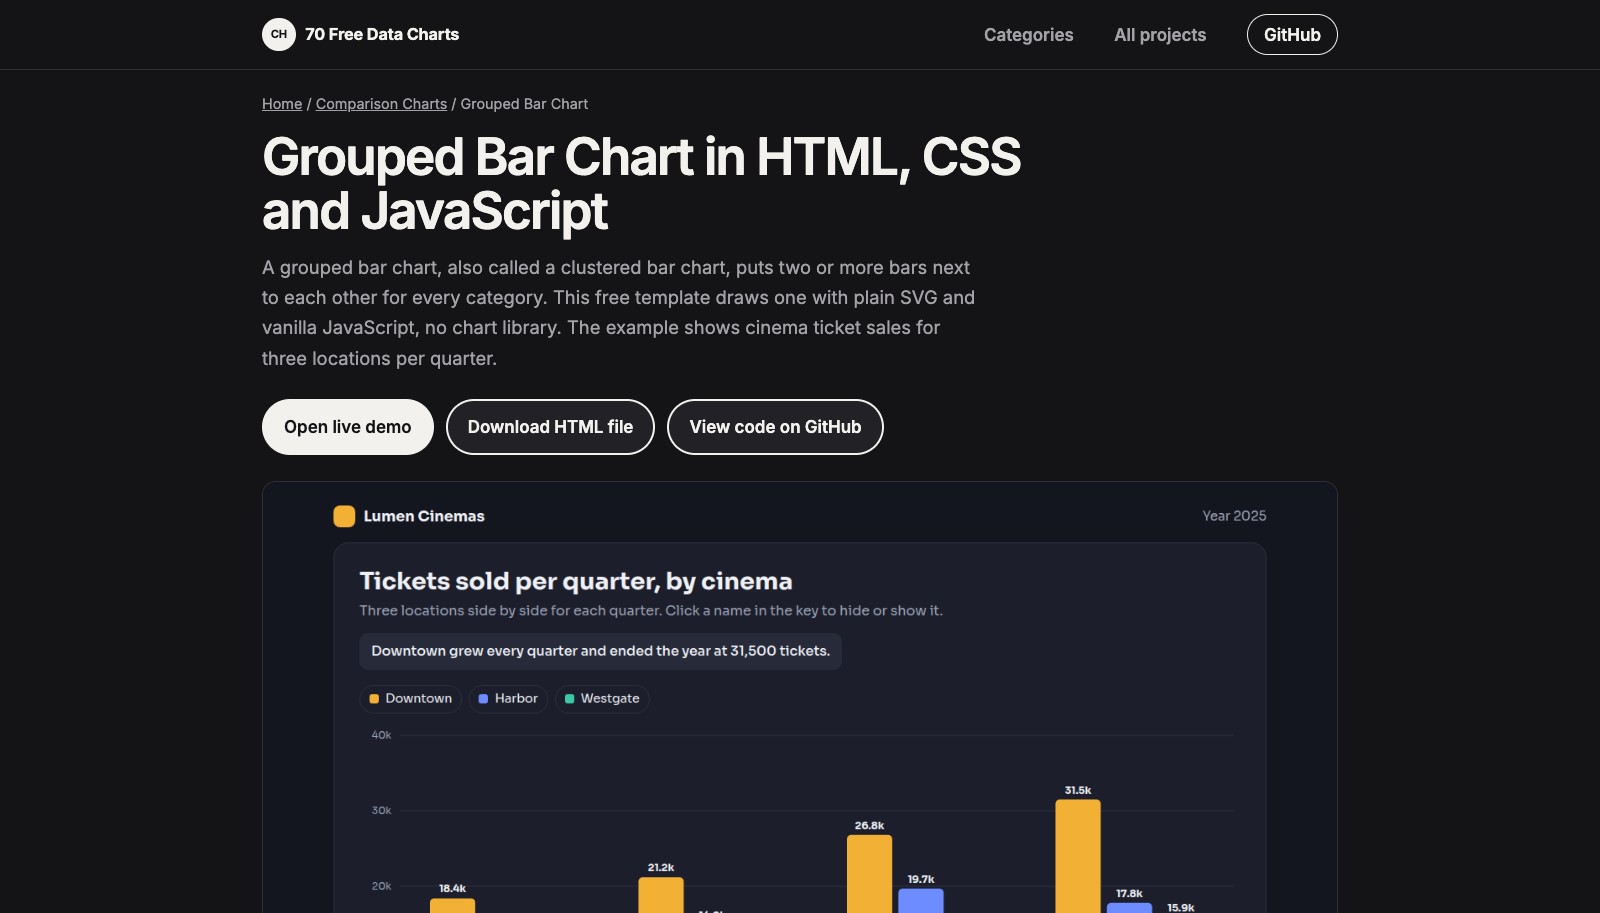 CH
70 Free Data Charts
Categories
All projects
GitHub
Home / Comparison Charts / Grouped Bar Chart
Grouped Bar Chart in HTML, CSS
and JavaScript
A grouped bar chart, also called a clustered bar chart, puts two or more bars next
to each other for every category. This free template draws one with plain SVG and
vanilla JavaScript, no chart library. The example shows cinema ticket sales for
three locations per quarter.
Open live demo
Download HTML file
View code on GitHub
Lumen Cinemas
Year 2025
Tickets sold per quarter, by cinema
Three locations side by side for each quarter. Click a name in the key to hide or show it.
Downtown grew every quarter and ended the year at 31,500 tickets.
Downtown
Harbor
Westgate
40k
31.5k
30k
26.8k
21.2k
19.7k
20k
18.4k
17.8k
15.9k